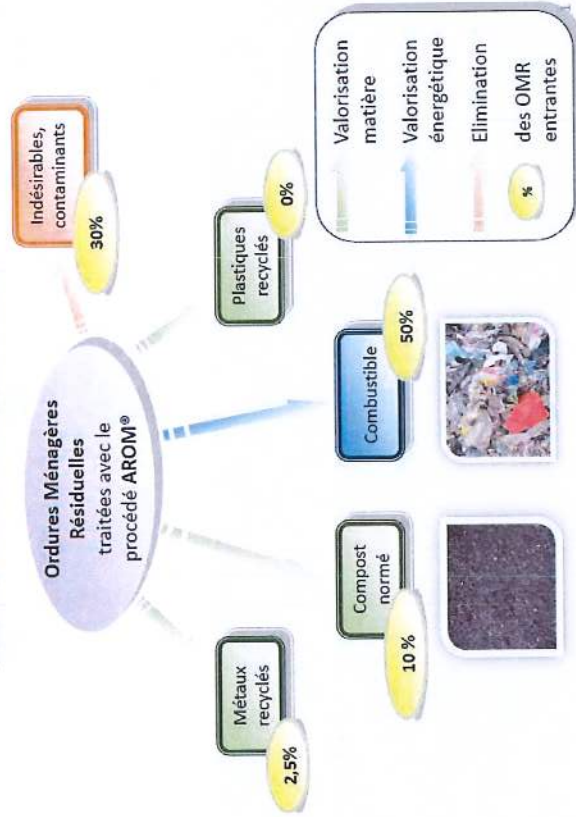 Ordures Ménagères
Résiduelles
traitées avec le
procédé AROM®
Métaux
recyclés
2,5%
Compost
normé
10 %
Combustible
50%
Plastiques
recyclés
0%
Indésirables,
contaminants
30%
Valorisation
matière
Valorisation
énergétique
Elimination
%
des OMR
entrantes